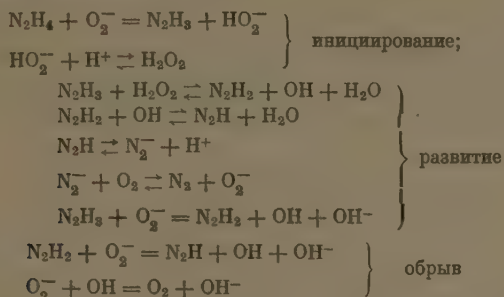 N₂H₄ + O₂⁻ = N₂H₃ + HO₂⁻
HO₂⁻ + H⁺ ⇄ H₂O₂
инициирование;
N₂H₃ + H₂O₂ ⇄ N₂H₂ + OH + H₂O
N₂H₂ + OH ⇄ N₂H + H₂O
N₂H ⇄ N₂⁻ + H⁺
N₂⁻ + O₂ ⇄ N₂ + O₂⁻
N₂H₃ + O₂⁻ = N₂H₂ + OH + OH⁻
развитие
N₂H₂ + O₂⁻ = N₂H + OH + OH⁻
O₂⁻ + OH = O₂ + OH⁻
обрыв